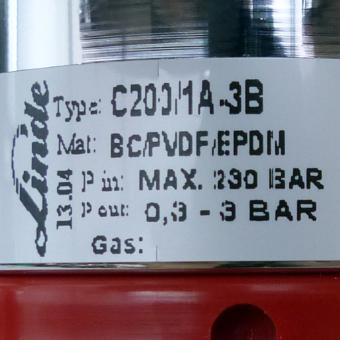 Linde
13.04
Type: C200/1A-3B
Mat: BC/PVDF/EPDM
P in: MAX. 230 BAR
P out: 0,3 - 3 BAR
Gas: